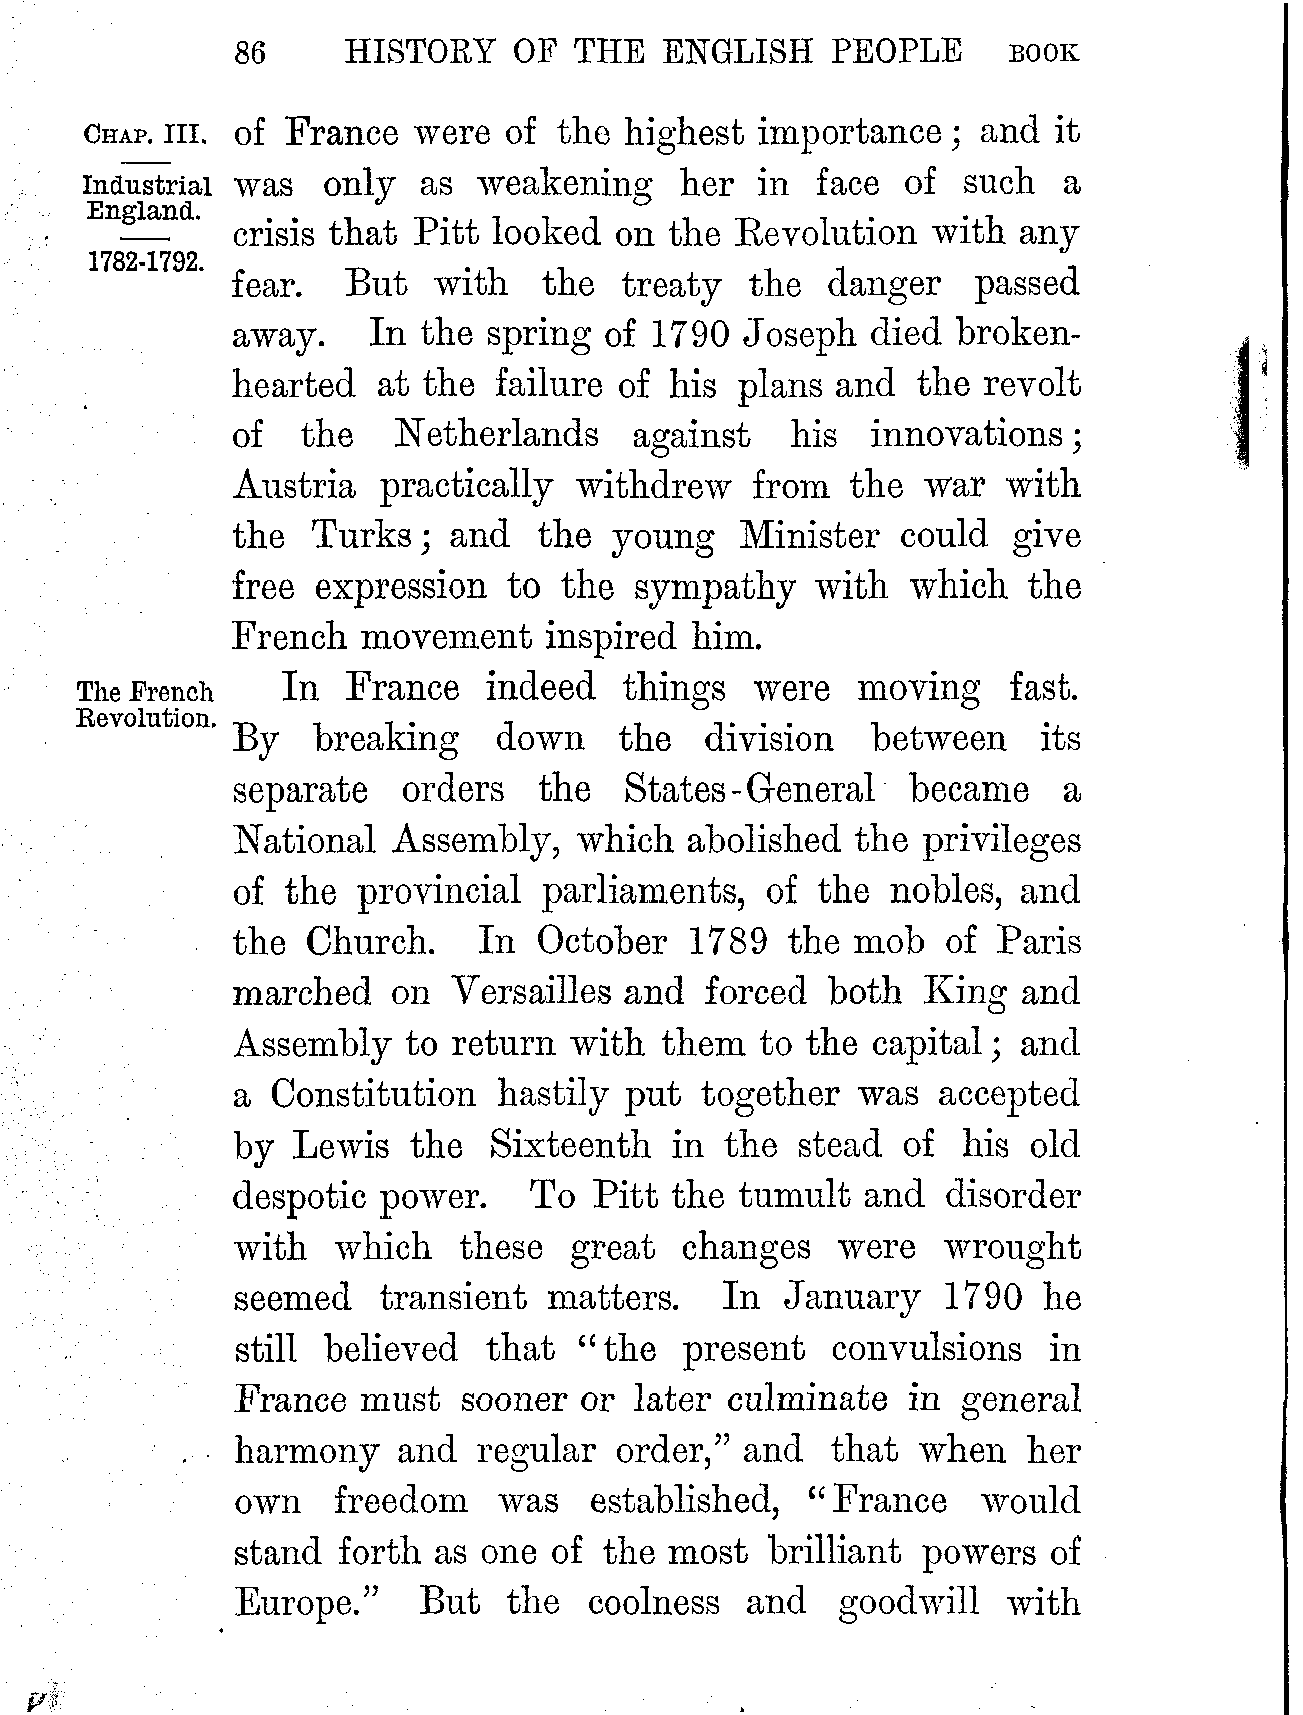 86 HISTORY OF THE ENGLISH PEOPLE BOOK
CHAP. III.
Industrial
England.
1782-1792.
of France were of the highest importance; and it
was only as weakening her in face of such a
crisis that Pitt looked on the Revolution with any
fear. But with the treaty the danger passed
away. In the spring of 1790 Joseph died broken-
hearted at the failure of his plans and the revolt
of the Netherlands against his innovations;
Austria practically withdrew from the war with
the Turks; and the young Minister could give
free expression to the sympathy with which the
French movement inspired him.
The French
Revolution.
In France indeed things were moving fast.
By breaking down the division between its
separate orders the States-General became a
National Assembly, which abolished the privileges
of the provincial parliaments, of the nobles, and
the Church. In October 1789 the mob of Paris
marched on Versailles and forced both King and
Assembly to return with them to the capital; and
a Constitution hastily put together was accepted
by Lewis the Sixteenth in the stead of his old
despotic power. To Pitt the tumult and disorder
with which these great changes were wrought
seemed transient matters. In January 1790 he
still believed that "the present convulsions in
France must sooner or later culminate in general
harmony and regular order," and that when her
own freedom was established, "France would
stand forth as one of the most brilliant powers of
Europe." But the coolness and goodwill with